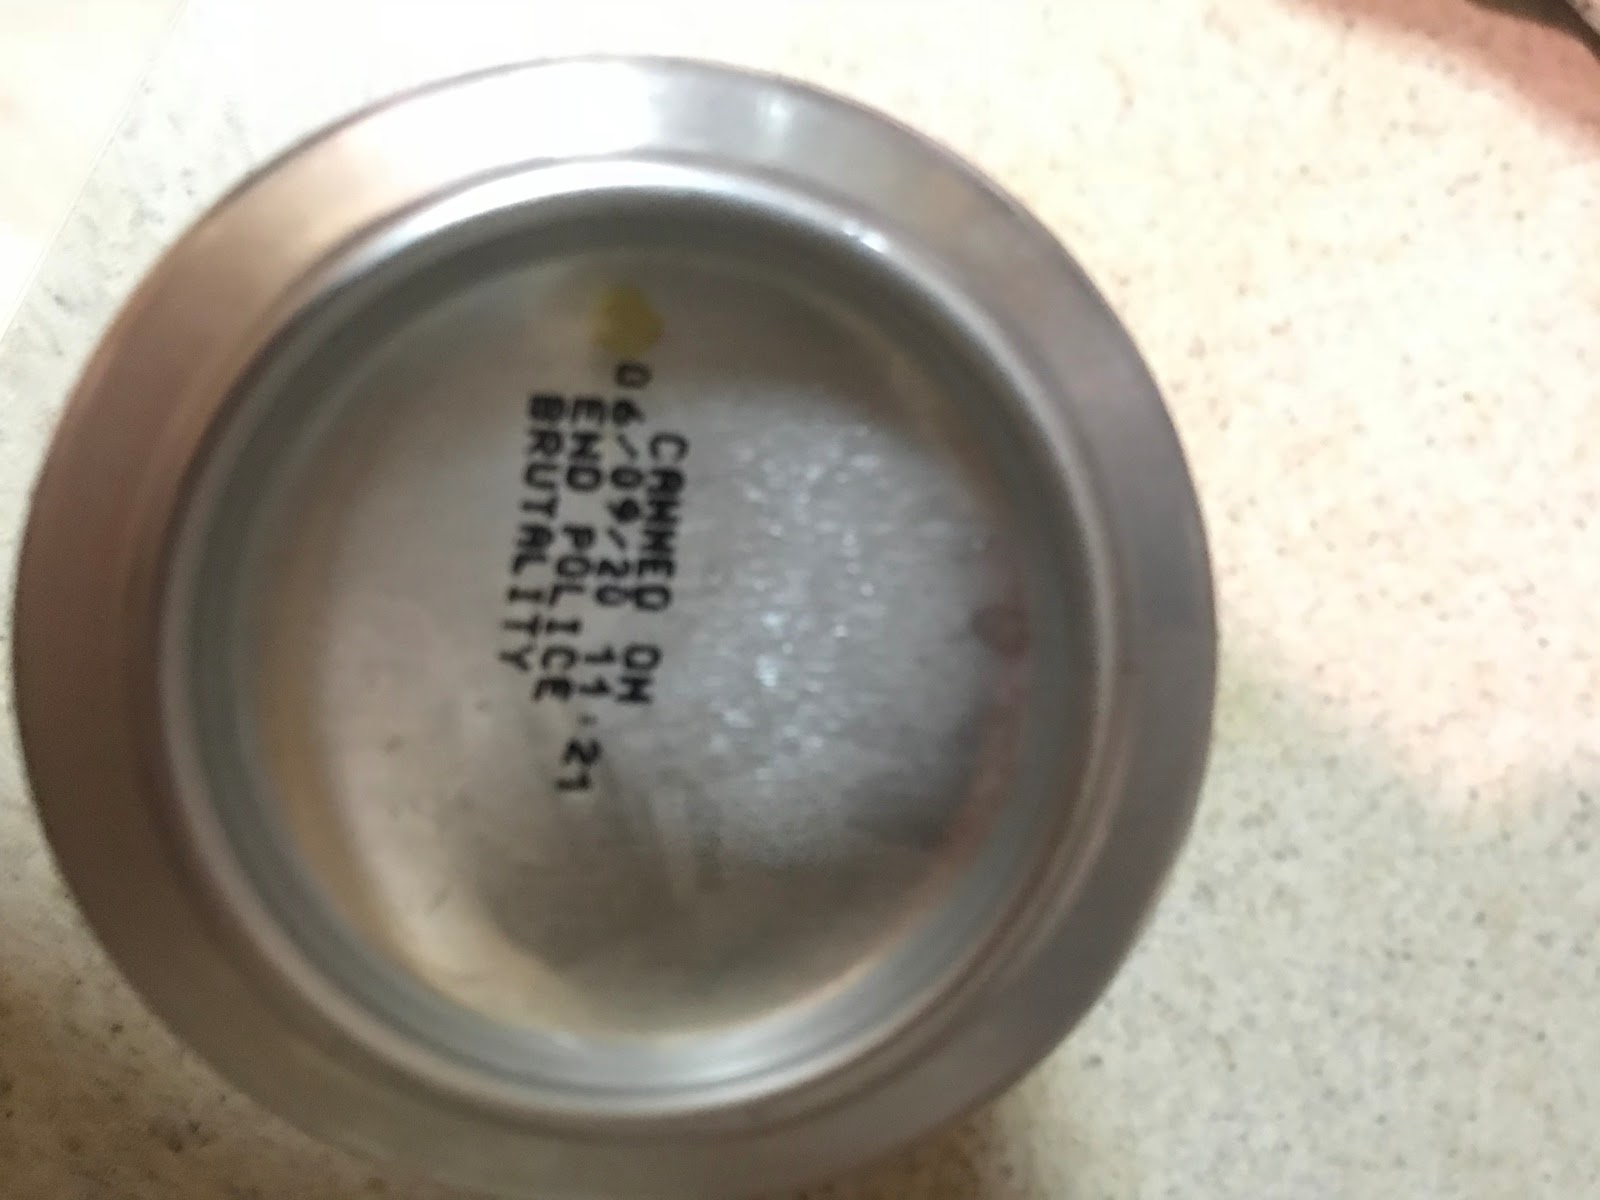 CANNED ON
06/09/20 11:21
END POLICE
BRUTALITY